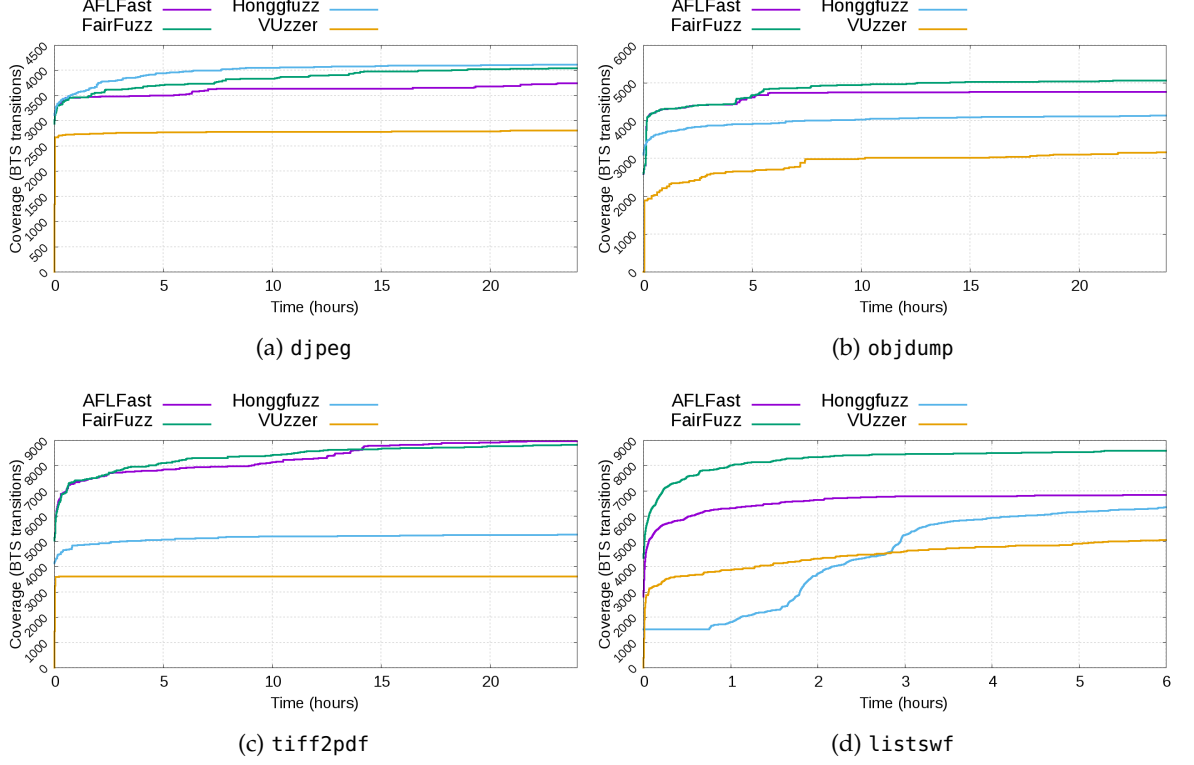 AFLFast Honggfuzz
FairFuzz VUzzer
4500
4000
3500
3000
2500
2000
1500
1000
500
0
Coverage (BTS transitions)
0 5 10 15 20
Time (hours)
(a) djpeg
AFLFast Honggfuzz
FairFuzz VUzzer
6000
5000
4000
3000
2000
1000
0
Coverage (BTS transitions)
0 5 10 15 20
Time (hours)
(b) objdump
AFLFast Honggfuzz
FairFuzz VUzzer
9000
8000
7000
6000
5000
4000
3000
2000
1000
0
Coverage (BTS transitions)
0 5 10 15 20
Time (hours)
(c) tiff2pdf
AFLFast Honggfuzz
FairFuzz VUzzer
9000
8000
7000
6000
5000
4000
3000
2000
1000
0
Coverage (BTS transitions)
0 1 2 3 4 5 6
Time (hours)
(d) listswf